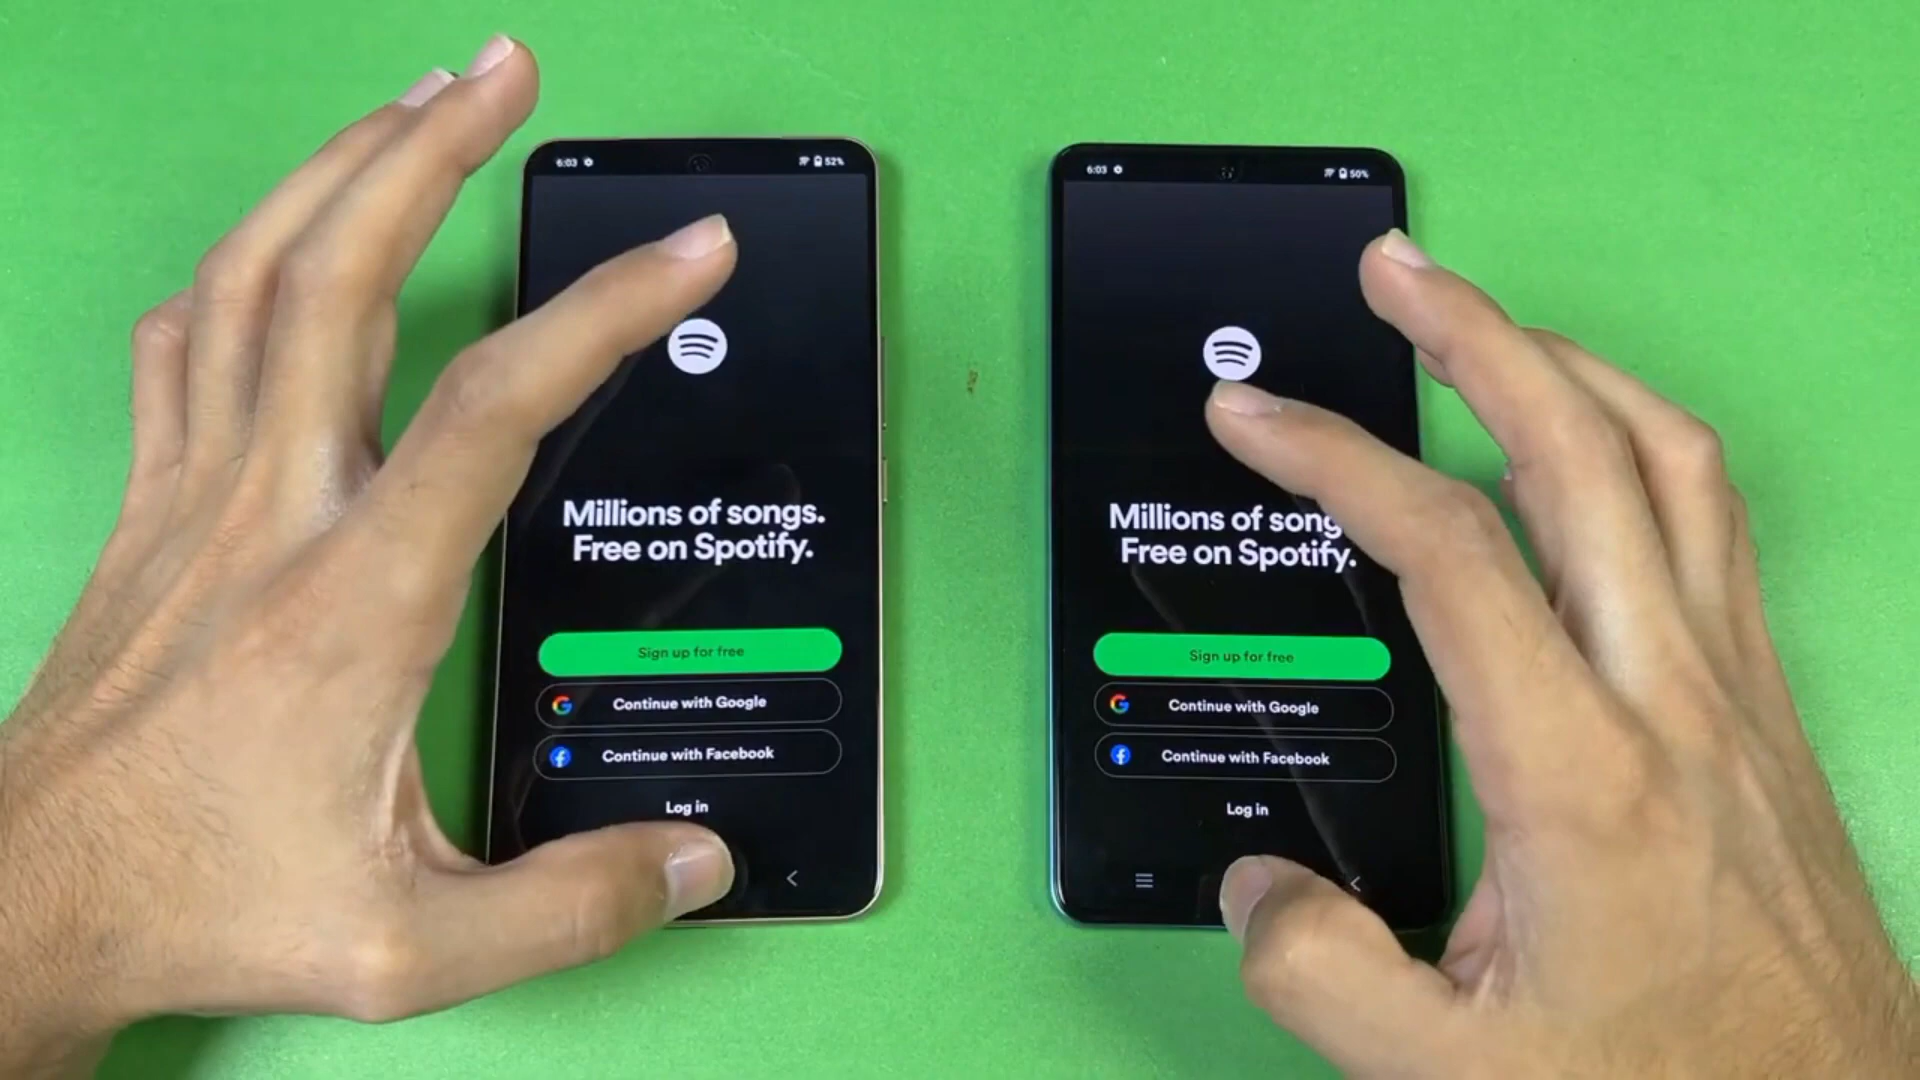 6:03
52%
Millions of songs.
Free on Spotify.
Sign up for free
Continue with Google
Continue with Facebook
Log in
6:03
50%
Millions of song
Free on Spotify.
Sign up for free
Continue with Google
Continue with Facebook
Log in